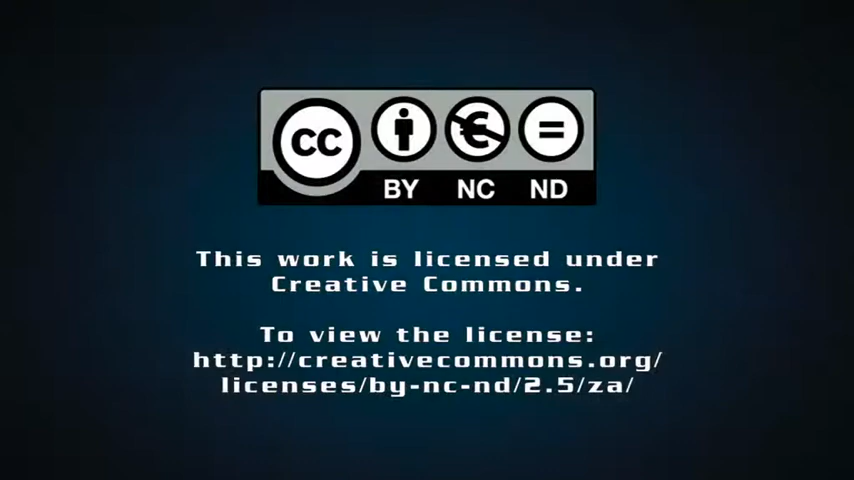 CC
BY NC ND
This work is licensed under
Creative Commons.
To view the license:
http://creativecommons.org/
licenses/by-nc-nd/2.5/za/